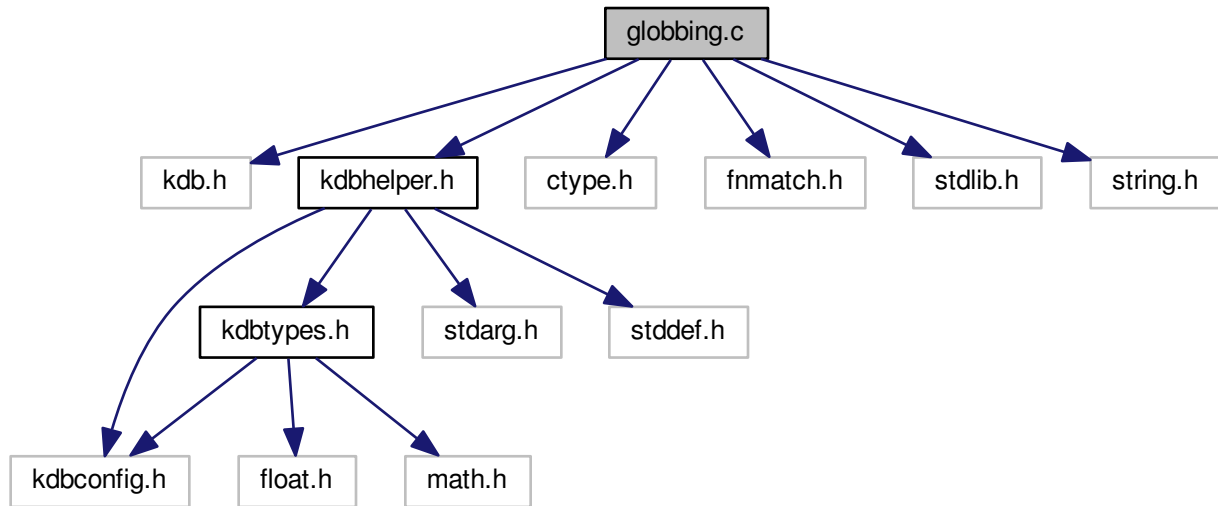 globbing.c
kdb.h
kdbhelper.h
ctype.h
fnmatch.h
stdlib.h
string.h
kdbtypes.h
stdarg.h
stddef.h
kdbconfig.h
float.h
math.h